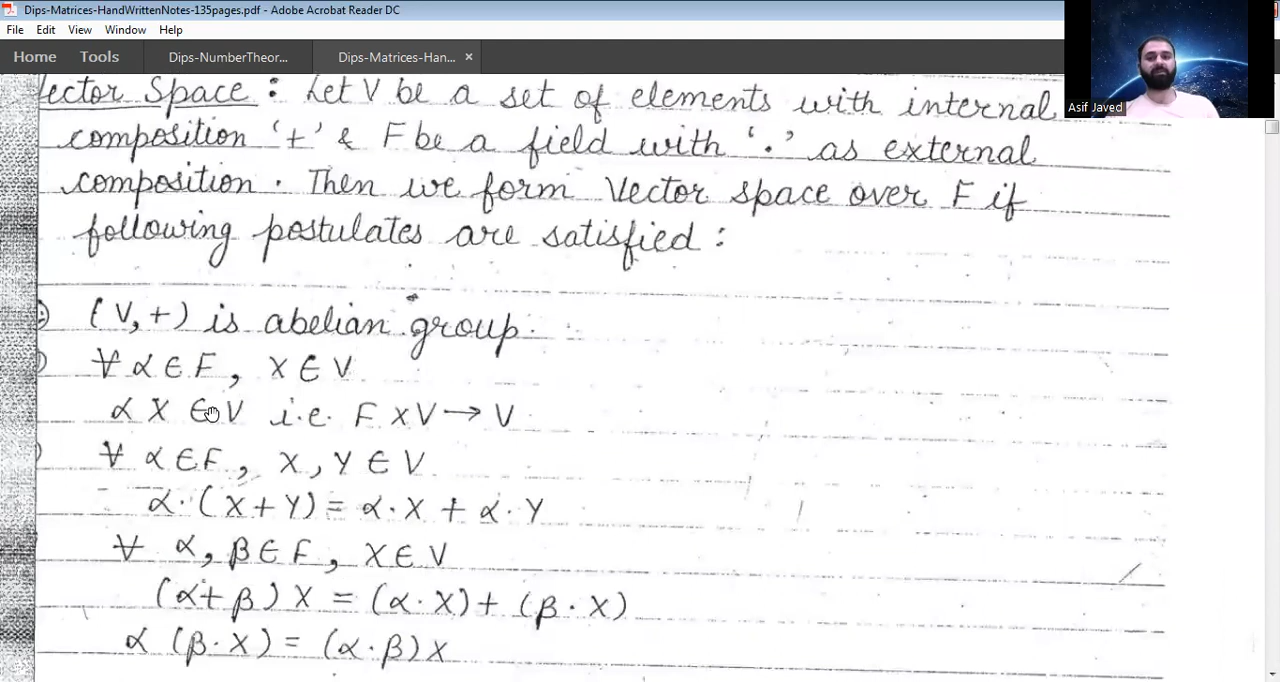 Dips-Matrices-HandWrittenNotes-135pages.pdf - Adobe Acrobat Reader DC
File Edit View Window Help
Home Tools Dips-NumberTheor... Dips-Matrices-Han... ×
Asif Javed
Vector Space : Let V be a set of elements with internal
composition '+' & F be a field with '.' as external
composition. Then we form Vector space over F if
following postulates are satisfied :
(V, +) is abelian group.
∀ α ∈ F, X ∈ V
α X ∈ V i.e. F × V → V
∀ α ∈ F, X, Y ∈ V
α. (X + Y) = α. X + α. Y
∀ α, β ∈ F, X ∈ V
(α + β) X = (α. X) + (β. X)
α (β. X) = (α. β) X